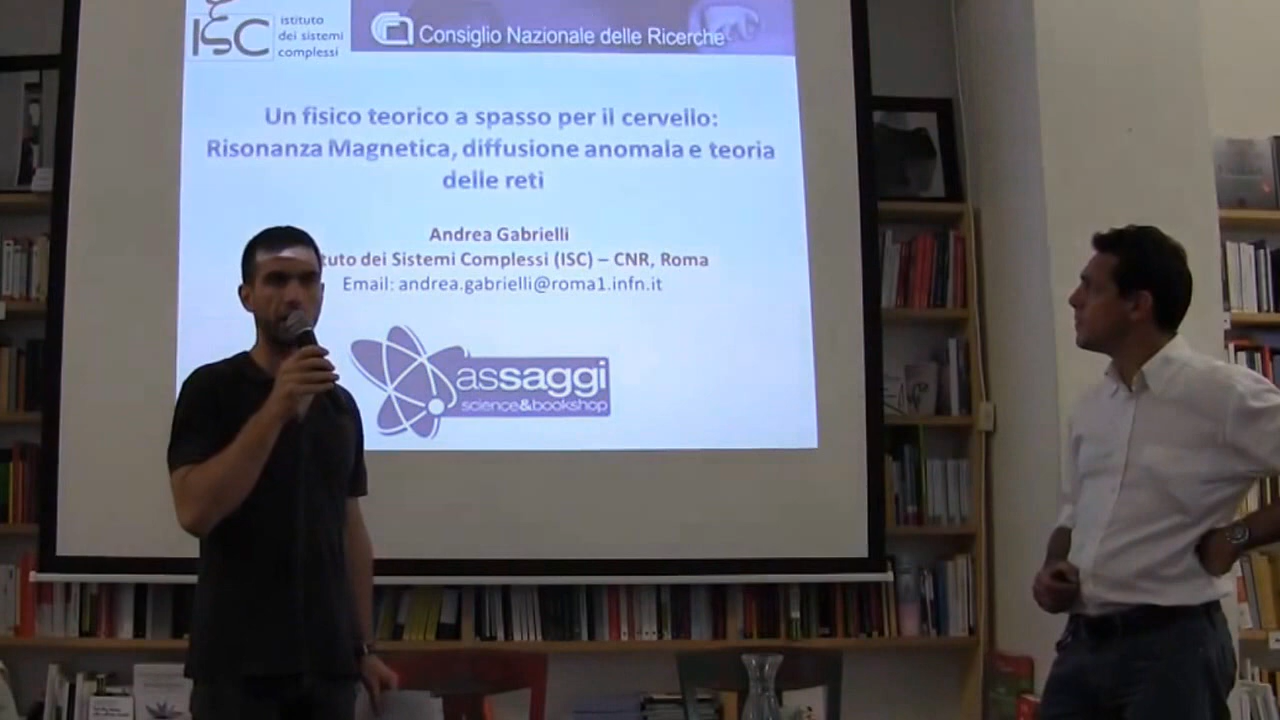 ISC
istituto
dei sistemi
complessi
Consiglio Nazionale delle Ricerche
Un fisico teorico a spasso per il cervello:
Risonanza Magnetica, diffusione anomala e teoria
delle reti
Andrea Gabrielli
tuto dei Sistemi Complessi (ISC) – CNR, Roma
Email: andrea.gabrielli@roma1.infn.it
assaggi
science&bookshop